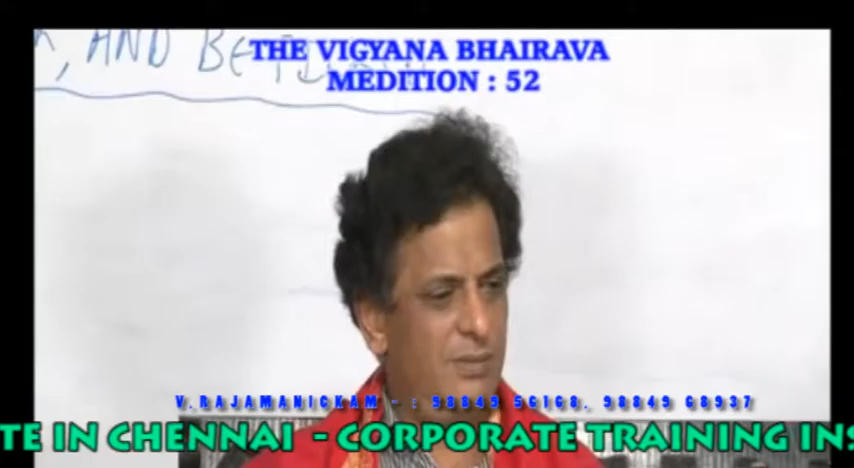 , AND BE
THE VIGYANA BHAIRAVA
MEDITION : 52
V.RAJAMANICKAM - : 98849 56168, 98849 68937
TE IN CHENNAI - CORPORATE TRAINING INS